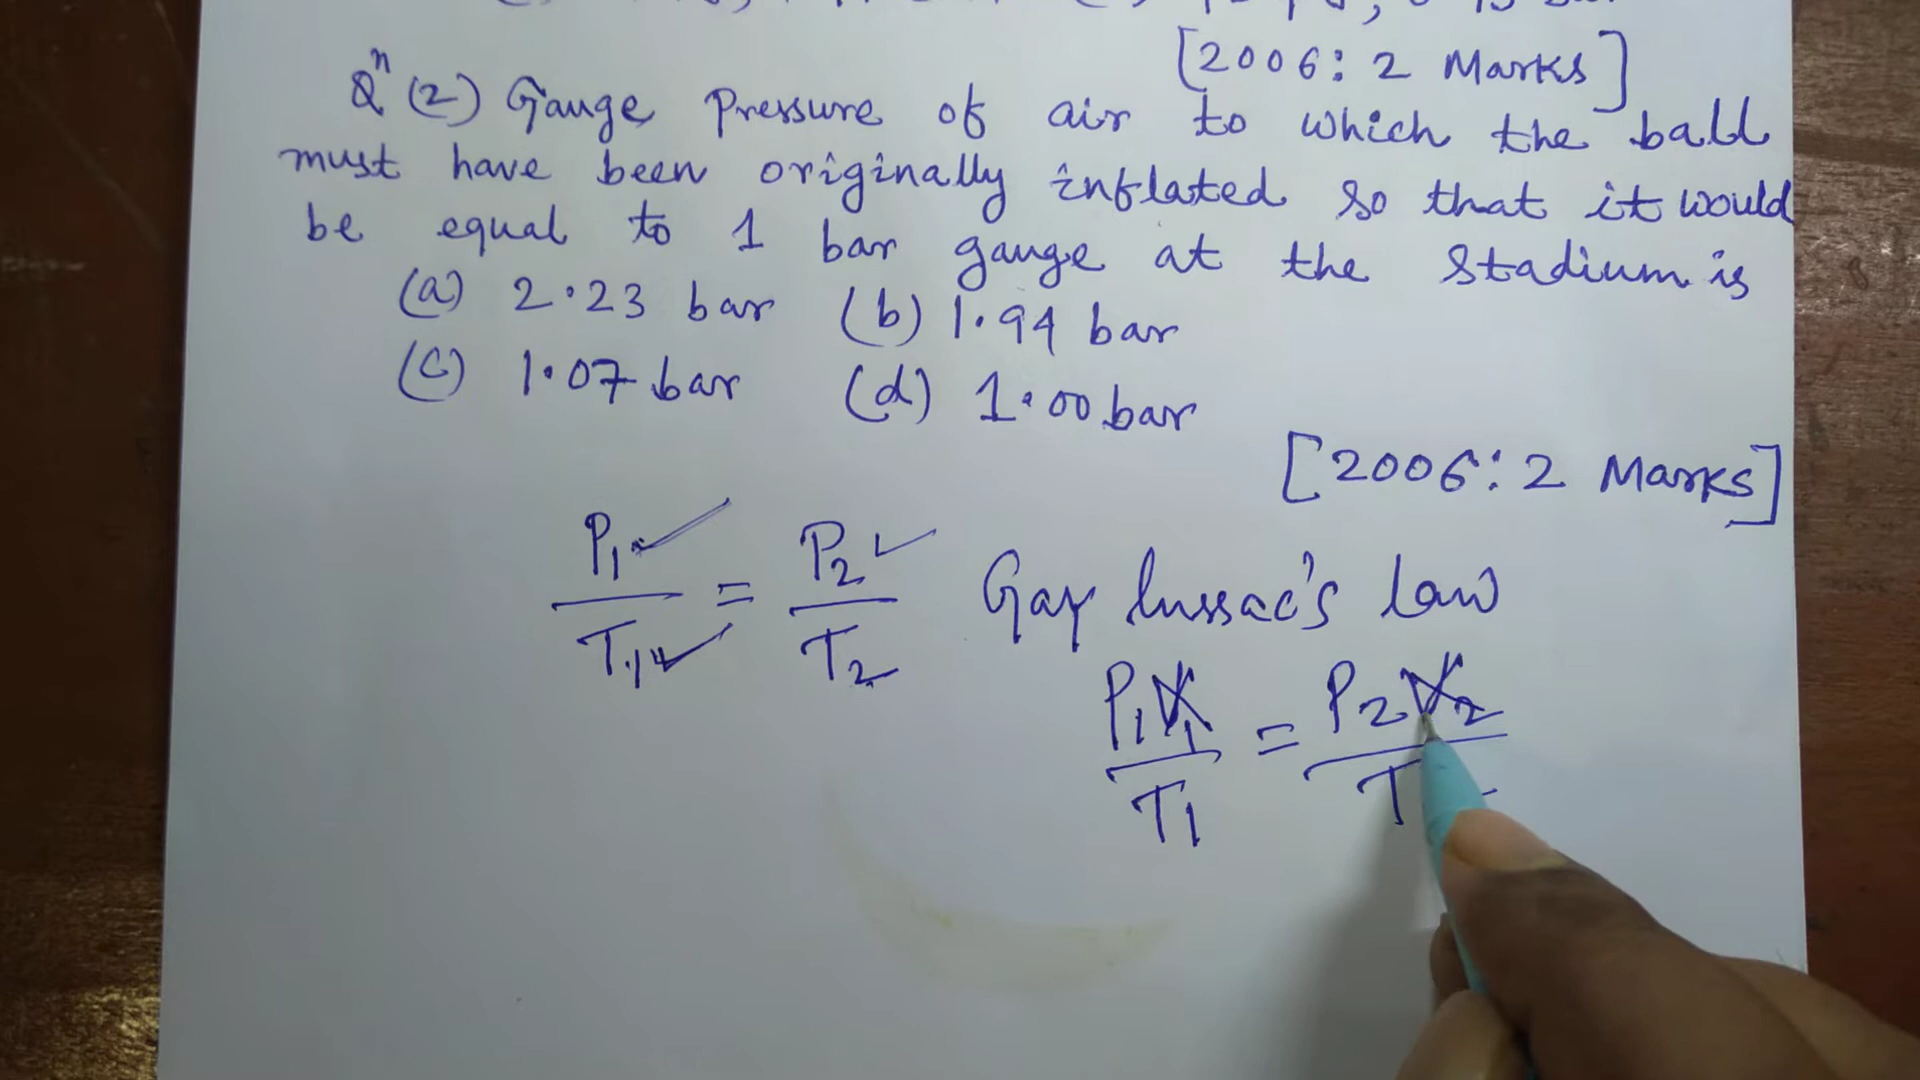 [2006: 2 Marks]
Qn (2) Gauge Pressure of air to which the ball
must have been originally inflated so that it would
be equal to 1 bar gauge at the stadium is
(a) 2.23 bar (b) 1.94 bar
(c) 1.07 bar (d) 1.00 bar
[2006: 2 Marks]
P1 / T1 = P2 / T2 Gay lussac's law
P1V1 / T1 = P2V2 / T